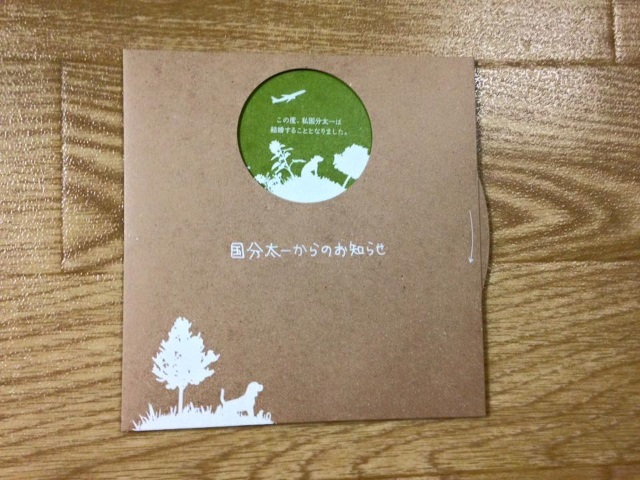 この度、私国分太一は
結婚することとなりました。
国分太一からのお知らせ